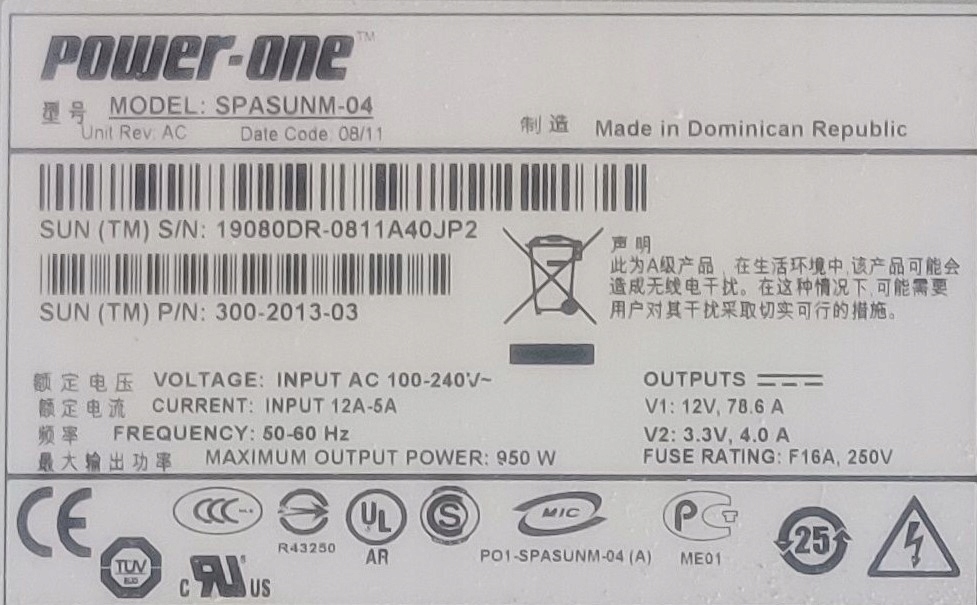 POWER-ONE™
型号 MODEL: SPASUNM-04
Unit Rev: AC Date Code: 08/11
制造 Made in Dominican Republic
SUN (TM) S/N: 19080DR-0811A40JP2
SUN (TM) P/N: 300-2013-03
声明
此为A级产品，在生活环境中,该产品可能会
造成无线电干扰。在这种情况下,可能需要
用户对其干扰采取切实可行的措施。
额定电压 VOLTAGE: INPUT AC 100-240V~
额定电流 CURRENT: INPUT 12A-5A
频率 FREQUENCY: 50-60 Hz
最大输出功率 MAXIMUM OUTPUT POWER: 950 W
OUTPUTS
V1: 12V, 78.6 A
V2: 3.3V, 4.0 A
FUSE RATING: F16A, 250V
CE
TUV
CCC
c RU US
R43250
UL
AR
S
MIC
PO1-SPASUNM-04 (A)
PCT
ME01
25